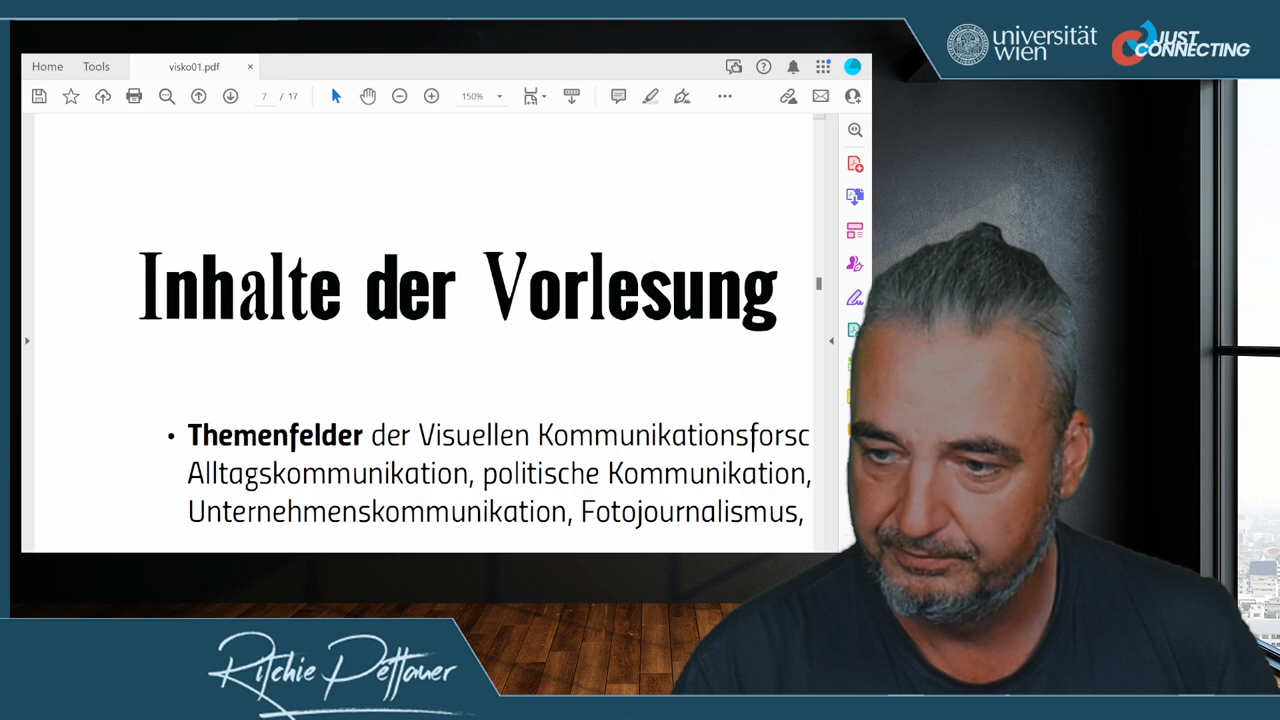 universität
wien
JUST
CONNECTING
Home Tools visko01.pdf ×
7 / 17 150%
Inhalte der Vorlesung
• Themenfelder der Visuellen Kommunikationsforsc
Alltagskommunikation, politische Kommunikation,
Unternehmenskommunikation, Fotojournalismus,
Ritchie Pettauer